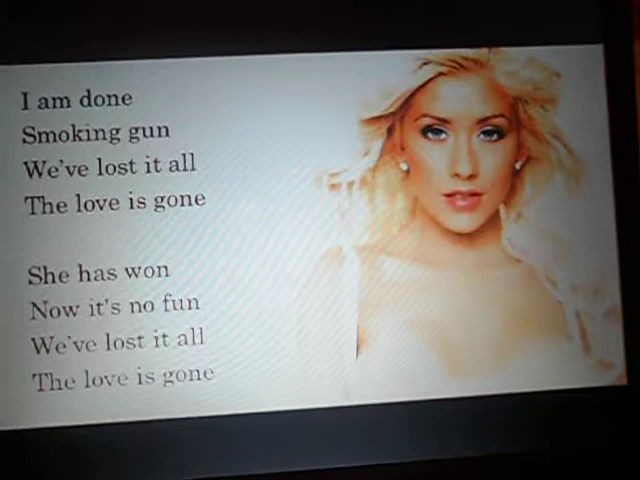 I am done
Smoking gun
We've lost it all
The love is gone
She has won
Now it's no fun
We've lost it all
The love is gone